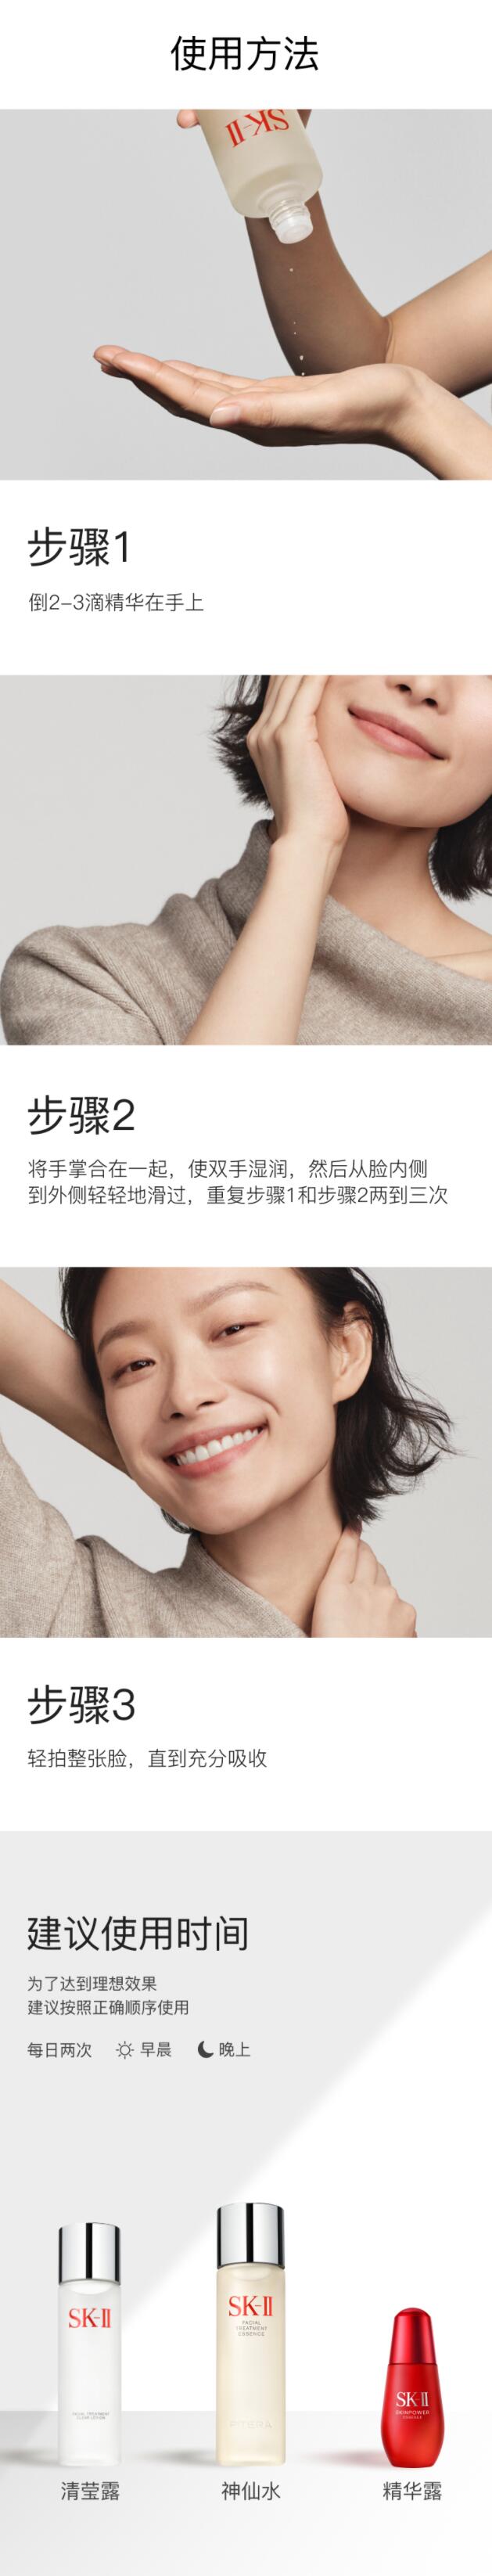 使用方法
SK-II
步骤1
倒2-3滴精华在手上
步骤2
将手掌合在一起，使双手湿润，然后从脸内侧
到外侧轻轻地滑过，重复步骤1和步骤2两到三次
步骤3
轻拍整张脸，直到充分吸收
建议使用时间
为了达到理想效果
建议按照正确顺序使用
每日两次 早晨 晚上
SK-II
FACIAL TREATMENT
CLEAR LOTION
SK-II
FACIAL
TREATMENT
ESSENCE
PITERA
SK-II
SKINPOWER
ESSENCE
清莹露 神仙水 精华露